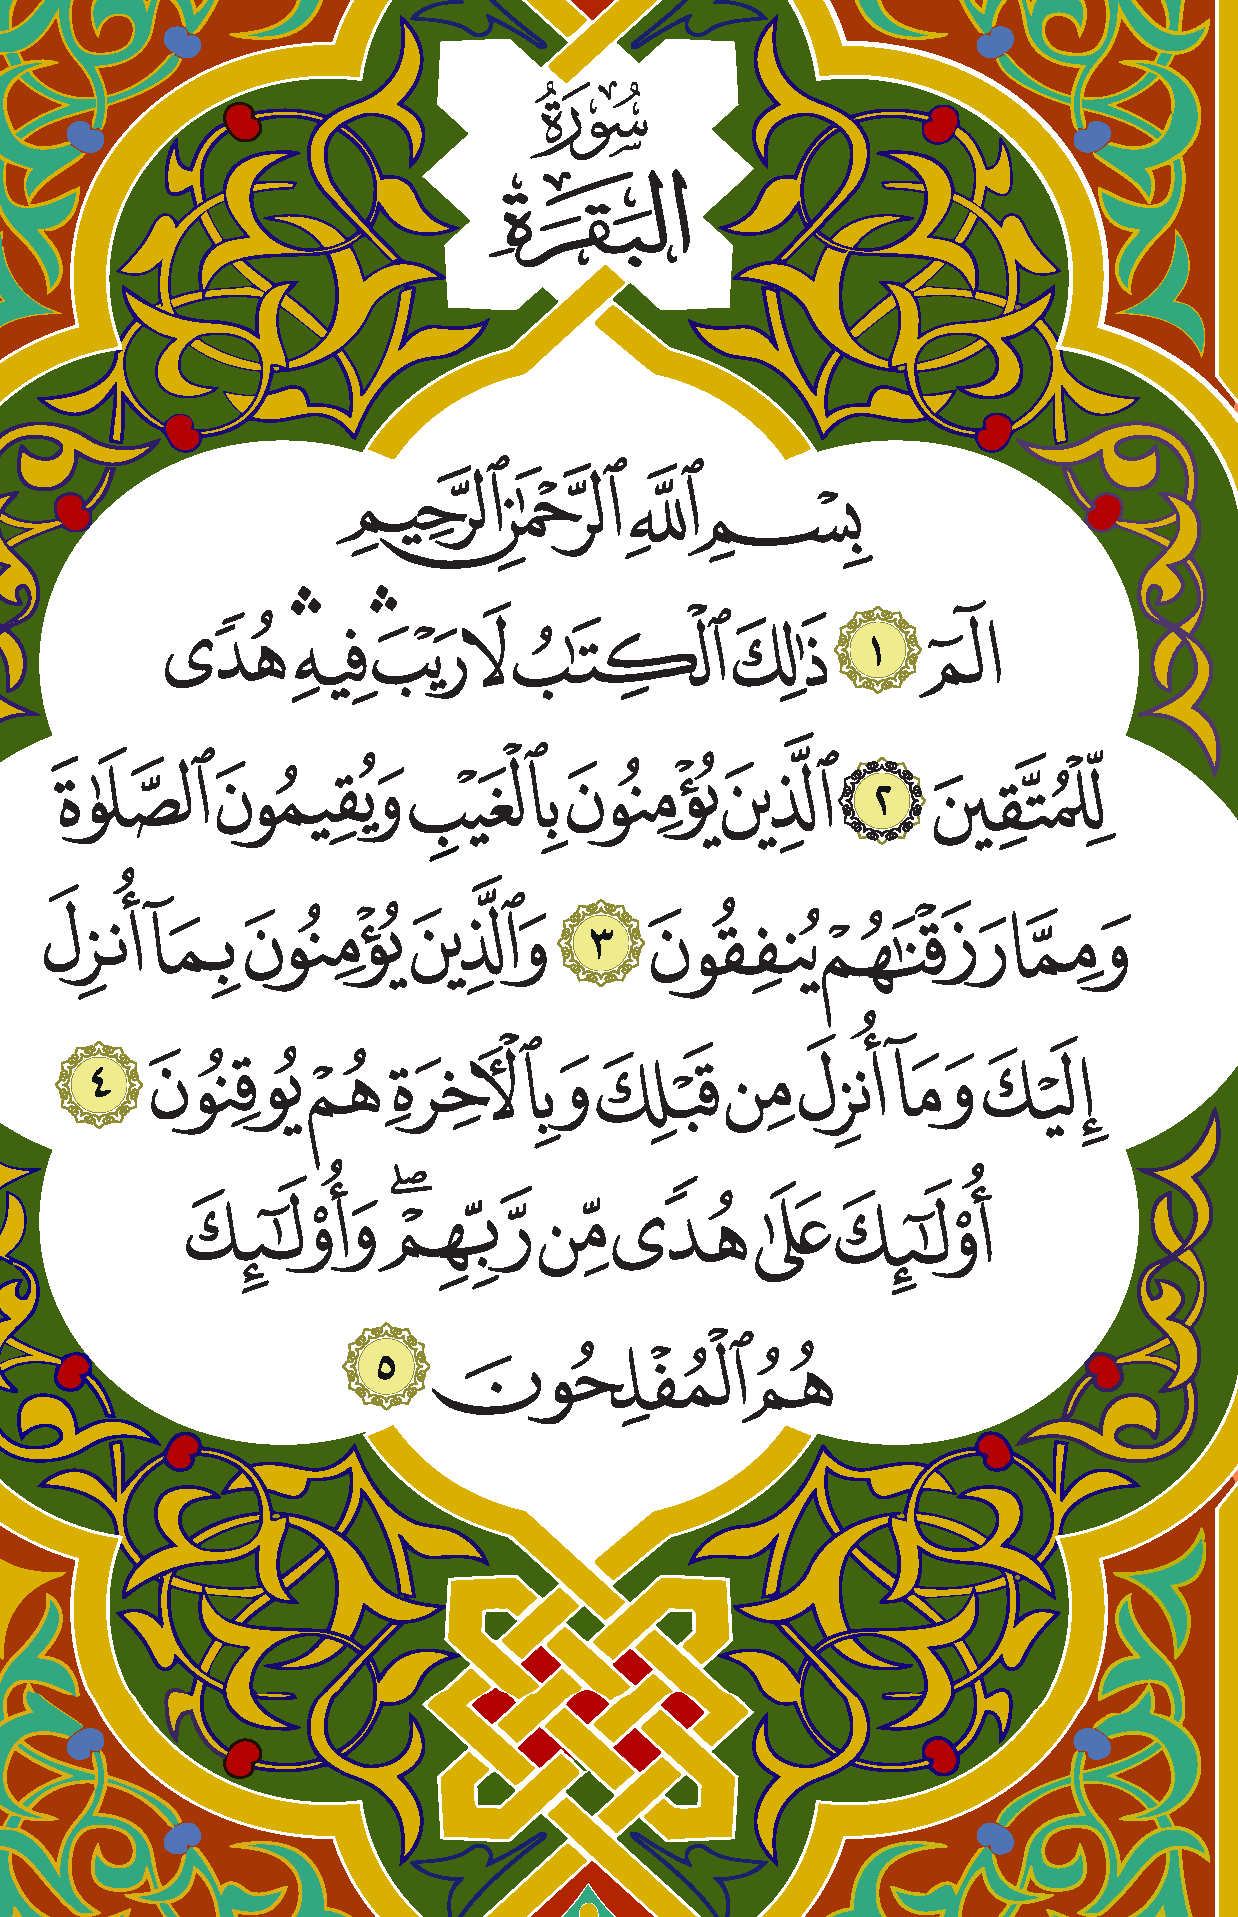 سُورَةُ
البَقَرَةِ
بِسْمِ ٱللَّهِ ٱلرَّحْمَٰنِ ٱلرَّحِيمِ
الٓمٓ ١ ذَٰلِكَ ٱلْكِتَٰبُ لَا رَيْبَ ۛ فِيهِ ۛ هُدًى
لِّلْمُتَّقِينَ ٢ ٱلَّذِينَ يُؤْمِنُونَ بِٱلْغَيْبِ وَيُقِيمُونَ ٱلصَّلَوٰةَ
وَمِمَّا رَزَقْنَٰهُمْ يُنفِقُونَ ٣ وَٱلَّذِينَ يُؤْمِنُونَ بِمَآ أُنزِلَ
إِلَيْكَ وَمَآ أُنزِلَ مِن قَبْلِكَ وَبِٱلْأَخِرَةِ هُمْ يُوقِنُونَ ٤
أُوْلَٰٓئِكَ عَلَىٰ هُدًى مِّن رَّبِّهِمْ ۖ وَأُوْلَٰٓئِكَ
هُمُ ٱلْمُفْلِحُونَ ٥